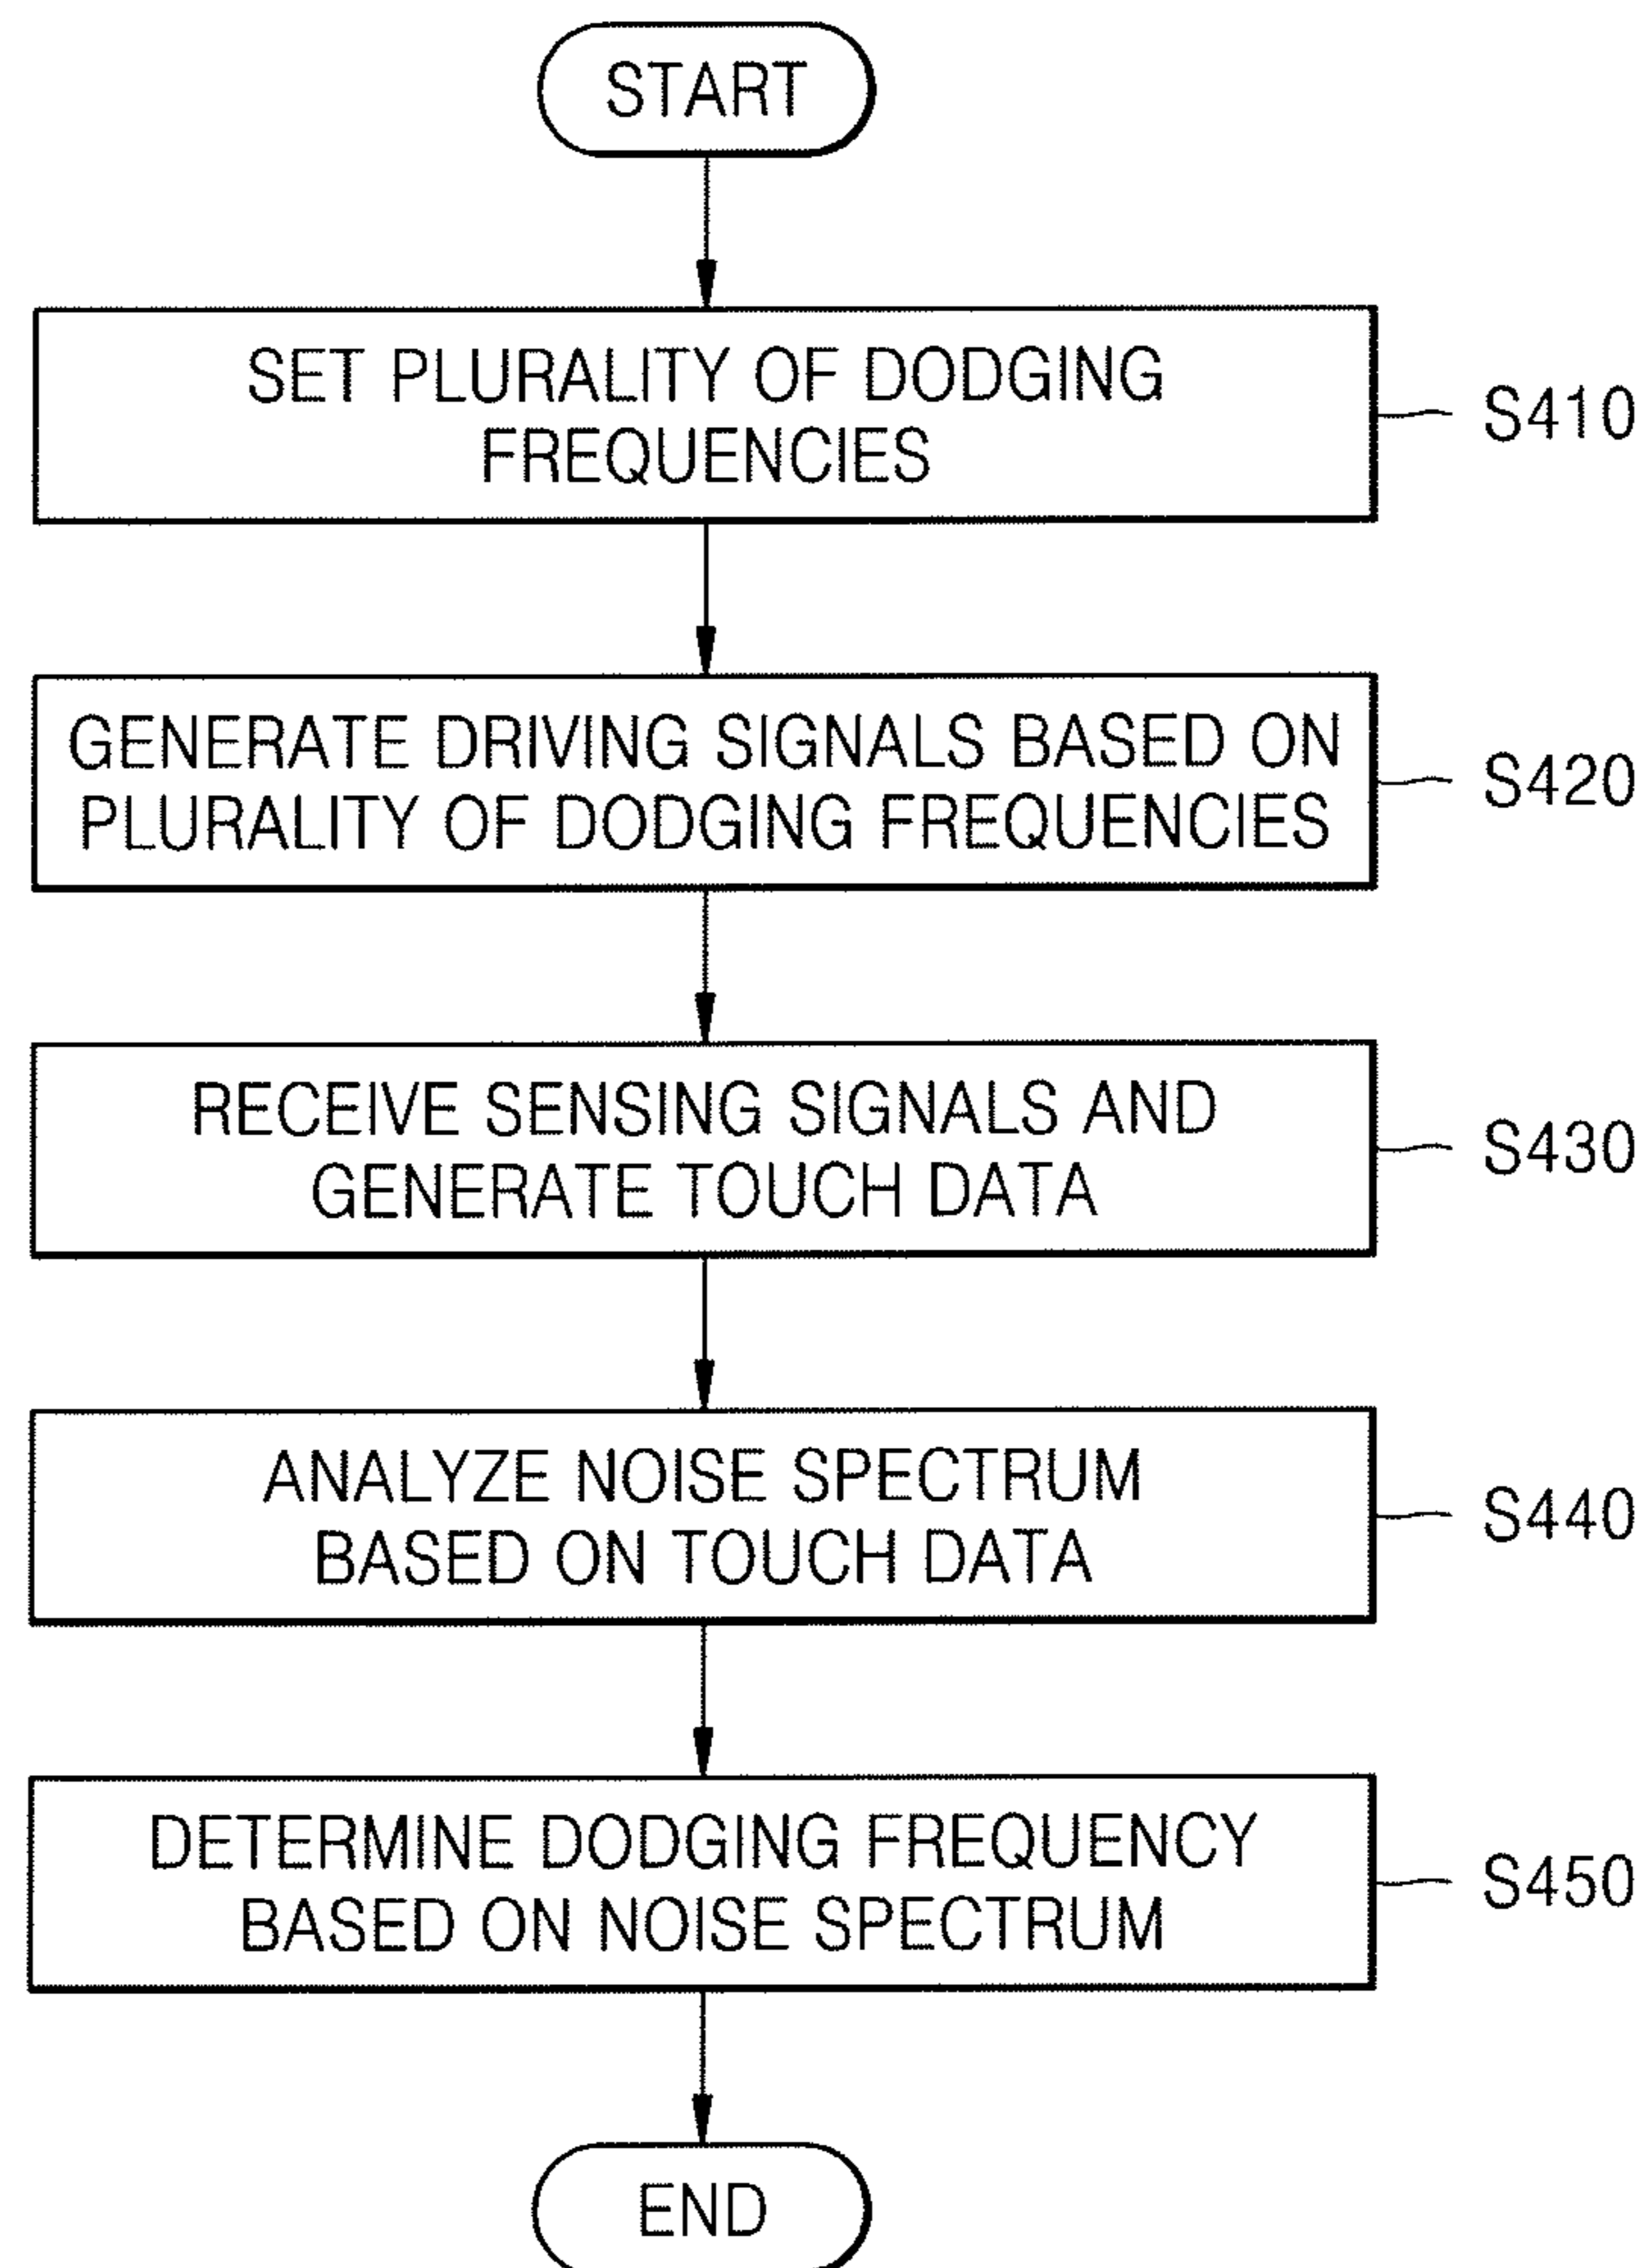 START
SET PLURALITY OF DODGING
FREQUENCIES
S410
GENERATE DRIVING SIGNALS BASED ON
PLURALITY OF DODGING FREQUENCIES
S420
RECEIVE SENSING SIGNALS AND
GENERATE TOUCH DATA
S430
ANALYZE NOISE SPECTRUM
BASED ON TOUCH DATA
S440
DETERMINE DODGING FREQUENCY
BASED ON NOISE SPECTRUM
S450
END